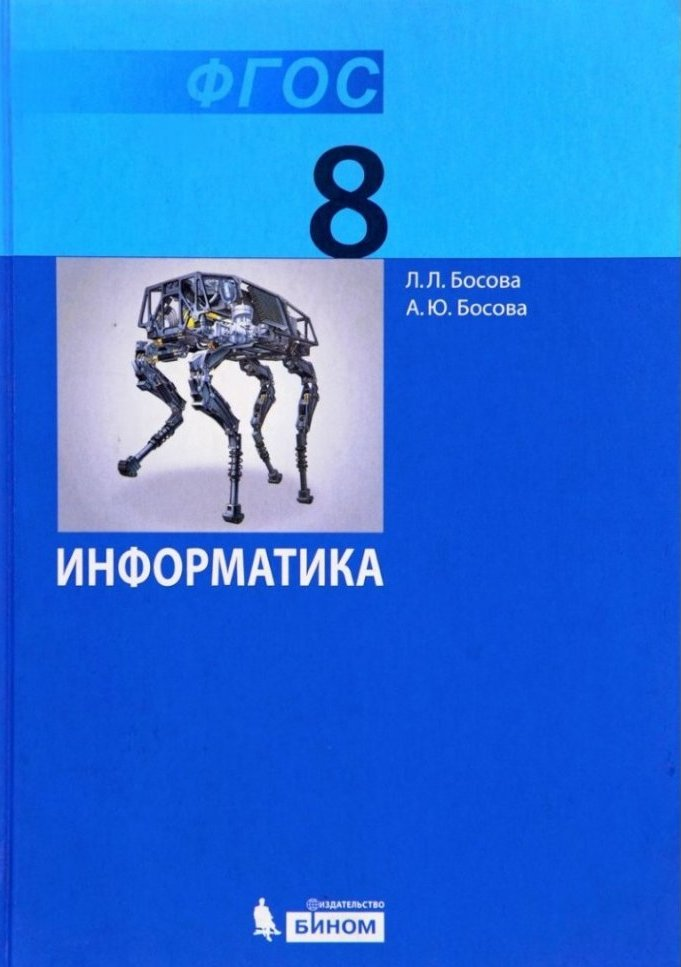 ФГОС
8
Л. Л. Босова
А. Ю. Босова
ИНФОРМАТИКА
ИЗДАТЕЛЬСТВО
БИНОМ